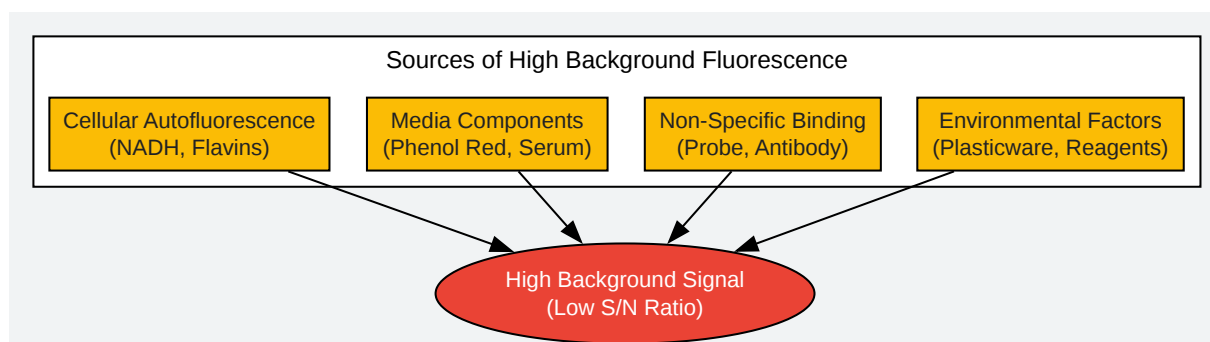 Sources of High Background Fluorescence
Cellular Autofluorescence
(NADH, Flavins)
Media Components
(Phenol Red, Serum)
Non-Specific Binding
(Probe, Antibody)
Environmental Factors
(Plasticware, Reagents)
High Background Signal
(Low S/N Ratio)